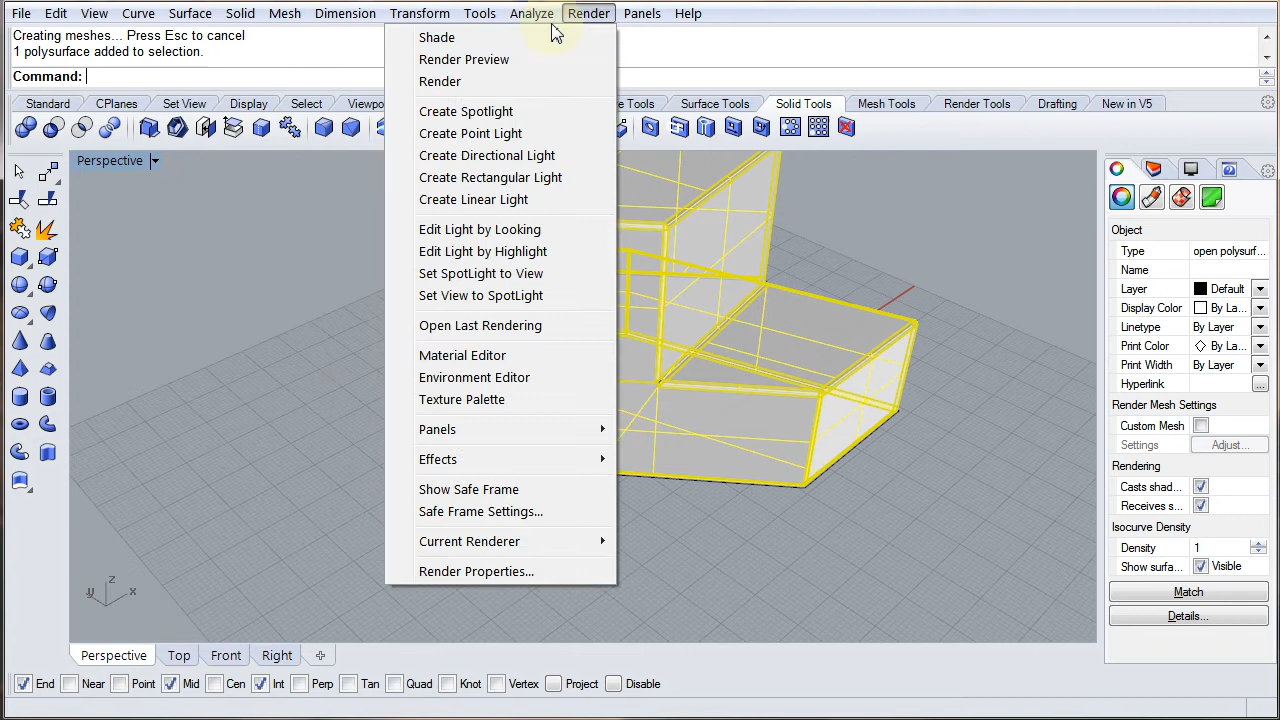 File Edit View Curve Surface Solid Mesh Dimension Transform Tools Analyze Render Panels Help
Creating meshes... Press Esc to cancel
1 polysurface added to selection.
Command:
Standard CPlanes Set View Display Select Viewpo e Tools Surface Tools Solid Tools Mesh Tools Render Tools Drafting New in V5
Perspective
Shade
Render Preview
Render
Create Spotlight
Create Point Light
Create Directional Light
Create Rectangular Light
Create Linear Light
Edit Light by Looking
Edit Light by Highlight
Set SpotLight to View
Set View to SpotLight
Open Last Rendering
Material Editor
Environment Editor
Texture Palette
Panels
Effects
Show Safe Frame
Safe Frame Settings...
Current Renderer
Render Properties...
Object
Type open polysurf...
Name
Layer Default
Display Color By La...
Linetype By Layer
Print Color By La...
Print Width By Layer
Hyperlink ...
Render Mesh Settings
Custom Mesh
Settings Adjust...
Rendering
Casts shad...
Receives s...
Isocurve Density
Density 1
Show surfa... Visible
Match
Details...
z
y x
Perspective Top Front Right
End Near Point Mid Cen Int Perp Tan Quad Knot Vertex Project Disable